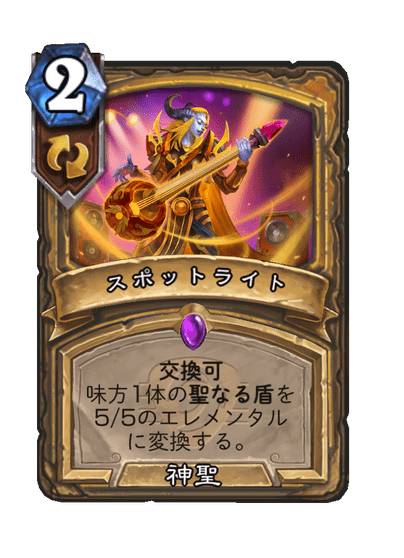 2
スポットライト
交換可
味方1体の聖なる盾を
5/5のエレメンタル
に変換する。
神聖